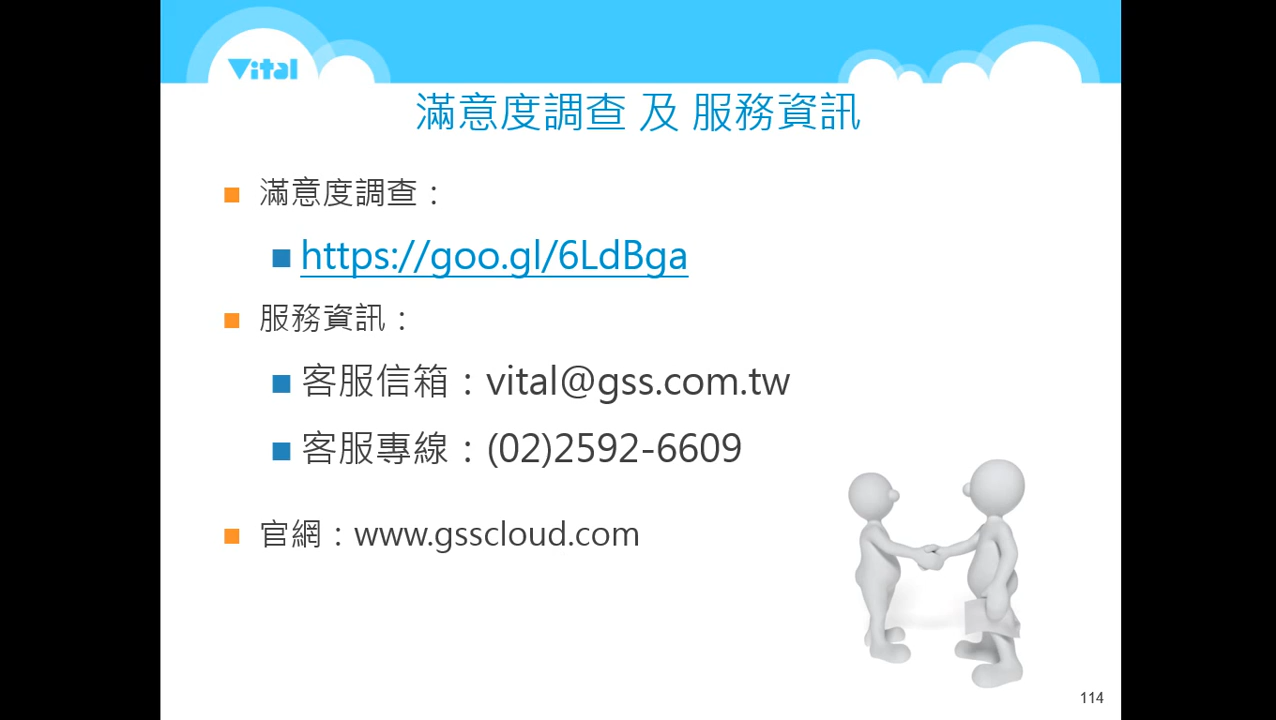 Vital
滿意度調查 及 服務資訊
滿意度調查：
https://goo.gl/6LdBga
服務資訊：
客服信箱：vital@gss.com.tw
客服專線：(02)2592-6609
官網：www.gsscloud.com
114